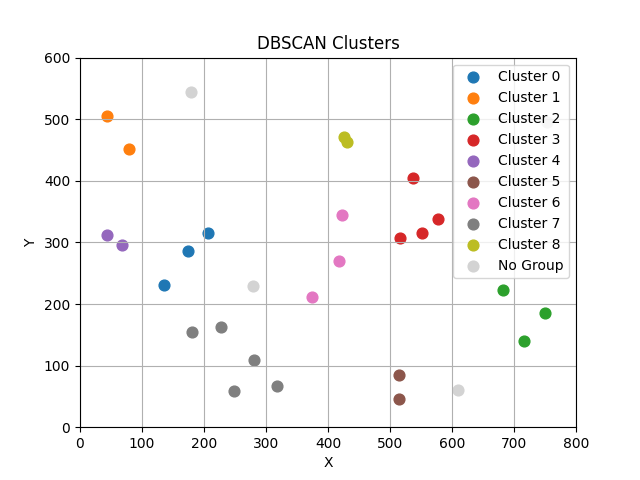 DBSCAN Clusters
600
500
400
300
200
100
0
Y
Cluster 0
Cluster 1
Cluster 2
Cluster 3
Cluster 4
Cluster 5
Cluster 6
Cluster 7
Cluster 8
No Group
0 100 200 300 400 500 600 700 800
X